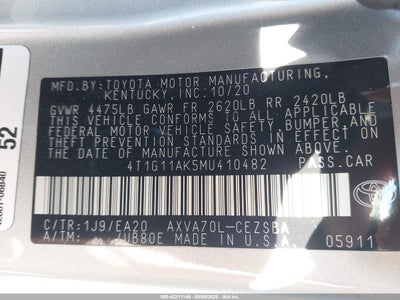 MFD.BY:TOYOTA MOTOR MANUFACTURING,
KENTUCKY, INC. 10/20
GVWR 4475LB GAWR FR 2620LB RR 2420LB
THIS VEHICLE CONFORMS TO ALL APPLICABLE
FEDERAL MOTOR VEHICLE SAFETY, BUMPER, AND
THEFT PREVENTION STANDARDS IN EFFECT ON
THE DATE OF MANUFACTURE SHOWN ABOVE.
4T1G11AK5MU410482 PASS.CAR
C/TR:1J9/EA20 AXVA70L-CEZSBA
A/TM: /UB80E MADE IN U.S.A. 05911
TOYOTA
52